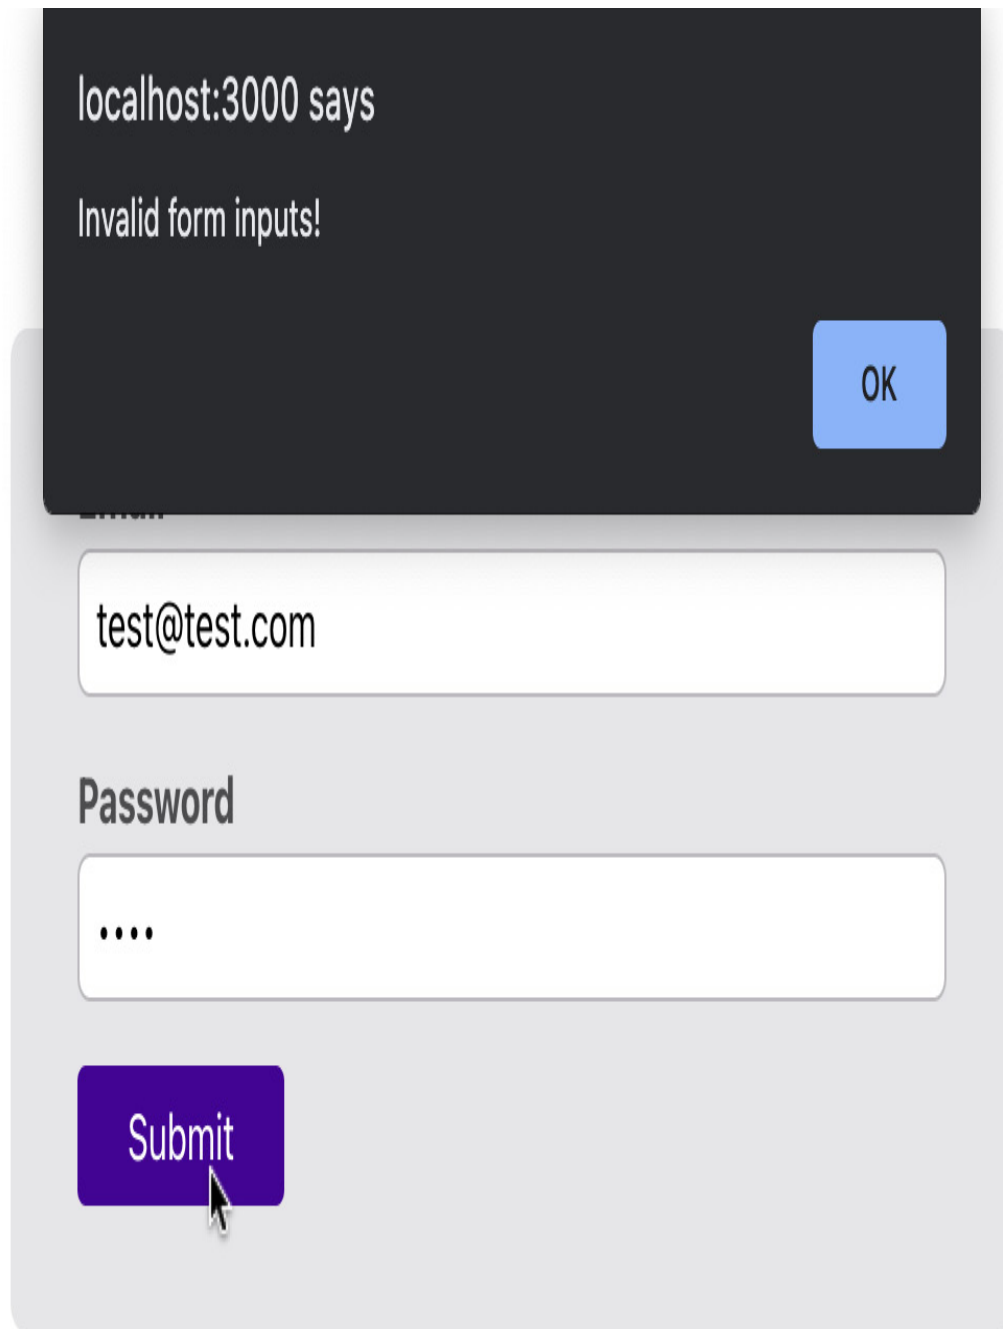 localhost:3000 says
Invalid form inputs!
OK
test@test.com
Password
••••
Submit